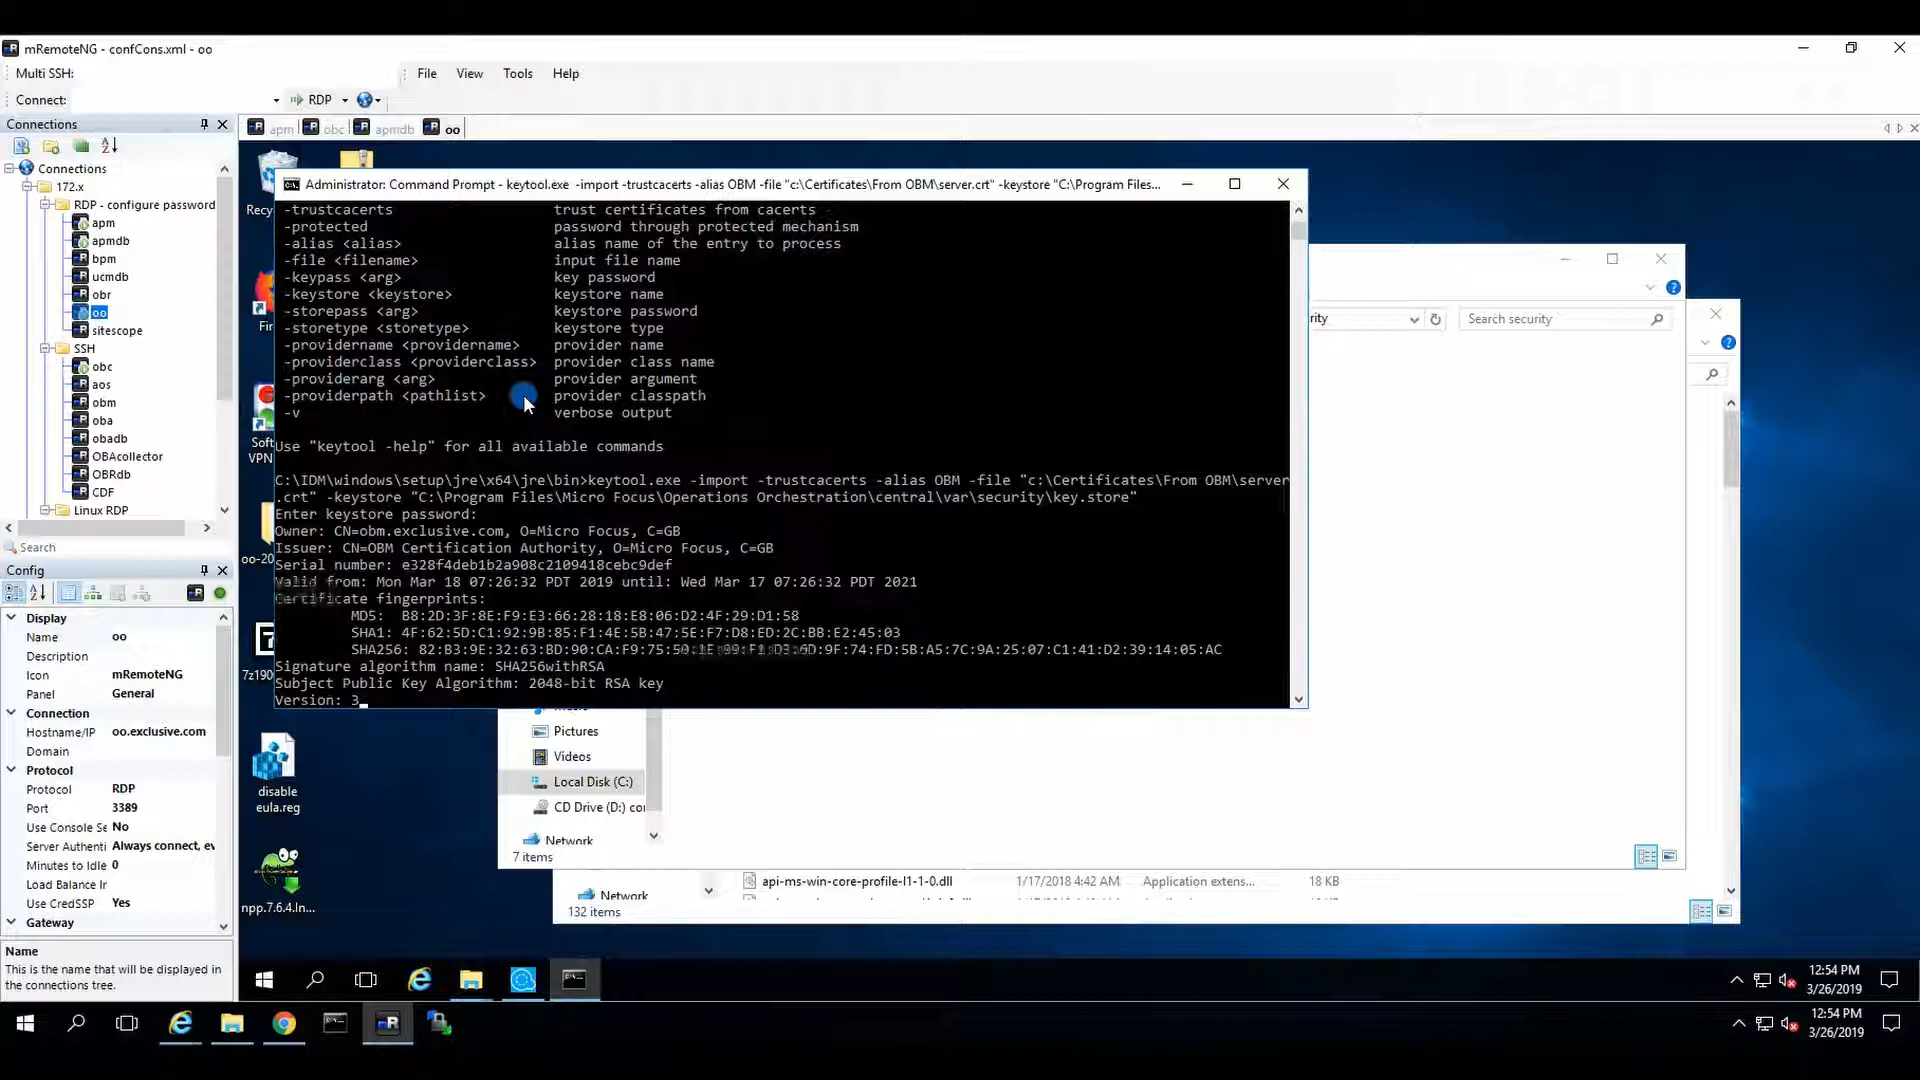 mRemoteNG - confCons.xml - oo
Multi SSH:
File View Tools Help
Connect:
RDP
Connections
apm obc apmdb oo
Connections
172.x
RDP - configure password
apm
apmdb
bpm
ucmdb
obr
oo
sitescope
SSH
obc
aos
obm
oba
obadb
OBAcollector
OBRdb
CDF
Linux RDP
Search
Config
Display
Name oo
Description
Icon mRemoteNG
Panel General
Connection
Hostname/IP oo.exclusive.com
Domain
Protocol
Protocol RDP
Port 3389
Use Console Se No
Server Authenti Always connect, ev
Minutes to Idle 0
Load Balance Ir
Use CredSSP Yes
Gateway
Name
This is the name that will be displayed in
the connections tree.
Recy
Fir
Soft
VPN
oo-20
7z190
disable
eula.reg
npp.7.6.4.In...
Administrator: Command Prompt - keytool.exe -import -trustcacerts -alias OBM -file "c:\Certificates\From OBM\server.crt" -keystore "C:\Program Files...
-trustcacerts trust certificates from cacerts
-protected password through protected mechanism
-alias <alias> alias name of the entry to process
-file <filename> input file name
-keypass <arg> key password
-keystore <keystore> keystore name
-storepass <arg> keystore password
-storetype <storetype> keystore type
-providername <providername> provider name
-providerclass <providerclass> provider class name
-providerarg <arg> provider argument
-providerpath <pathlist> provider classpath
-v verbose output
Use "keytool -help" for all available commands
C:\IDM\windows\setup\jre\x64\jre\bin>keytool.exe -import -trustcacerts -alias OBM -file "c:\Certificates\From OBM\server
.crt" -keystore "C:\Program Files\Micro Focus\Operations Orchestration\central\var\security\key.store"
Enter keystore password:
Owner: CN=obm.exclusive.com, O=Micro Focus, C=GB
Issuer: CN=OBM Certification Authority, O=Micro Focus, C=GB
Serial number: e328f4deb1b2a908c2109418cebc9def
Valid from: Mon Mar 18 07:26:32 PDT 2019 until: Wed Mar 17 07:26:32 PDT 2021
Certificate fingerprints:
MD5: B8:2D:3F:8E:F9:E3:66:28:18:E8:06:D2:4F:29:D1:58
SHA1: 4F:62:5D:C1:92:9B:85:F1:4E:5B:47:5E:F7:D8:ED:2C:BB:E2:45:03
Signature algorithm name: SHA256withRSA
Subject Public Key Algorithm: 2048-bit RSA key
Version: 3
rity
Search security
Pictures
Videos
Local Disk (C:)
CD Drive (D:) cor
Network
7 items
Network
api-ms-win-core-profile-l1-1-0.dll 1/17/2018 4:42 AM Application extens... 18 KB
132 items
12:54 PM
3/26/2019
12:54 PM
3/26/2019